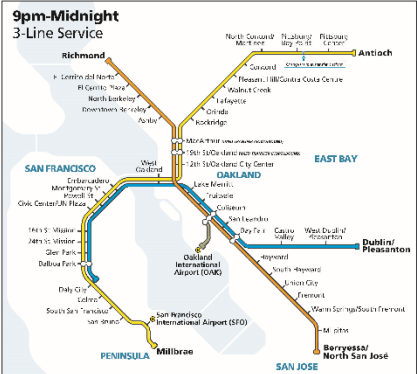 9pm-Midnight
3-Line Service
North Concord/
Martinez
Pittsburg/
Bay Point
Pittsburg
Center
Antioch
Richmond
Concord
El Cerrito del Norte
Pleasant Hill/Contra Costa Centre
El Cerrito Plaza
Walnut Creek
North Berkeley
Lafayette
Downtown Berkeley
Orinda
Ashby
Rockridge
MacArthur
19th St/Oakland
EAST BAY
12th St/Oakland City Center
SAN FRANCISCO
West
Oakland
OAKLAND
Embarcadero
Lake Merritt
Montgomery St
Fruitvale
Powell St
Coliseum
Civic Center/UN Plaza
San Leandro
16th St Mission
Bay Fair
Castro
Valley
West Dublin/
Pleasanton
24th St Mission
Dublin/
Pleasanton
Glen Park
Balboa Park
Oakland
International
Airport (OAK)
Hayward
South Hayward
Daly City
Union City
Colma
Fremont
South San Francisco
San Francisco
International Airport (SFO)
Warm Springs/South Fremont
San Bruno
Milpitas
PENINSULA
Millbrae
Berryessa/
North San José
SAN JOSE